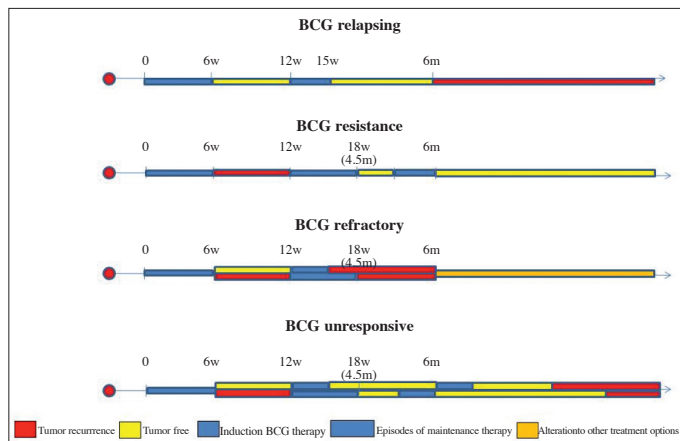 BCG relapsing
0 6w 12w 15w 6m
BCG resistance
0 6w 12w 18w 6m
(4.5m)
BCG refractory
0 6w 12w 18w 6m
(4.5m)
BCG unresponsive
0 6w 12w 18w 6m
(4.5m)
Tumor recurrrence Tumor free Induction BCG therapy Episodes of maintenance therapy Alterationto other treatment options